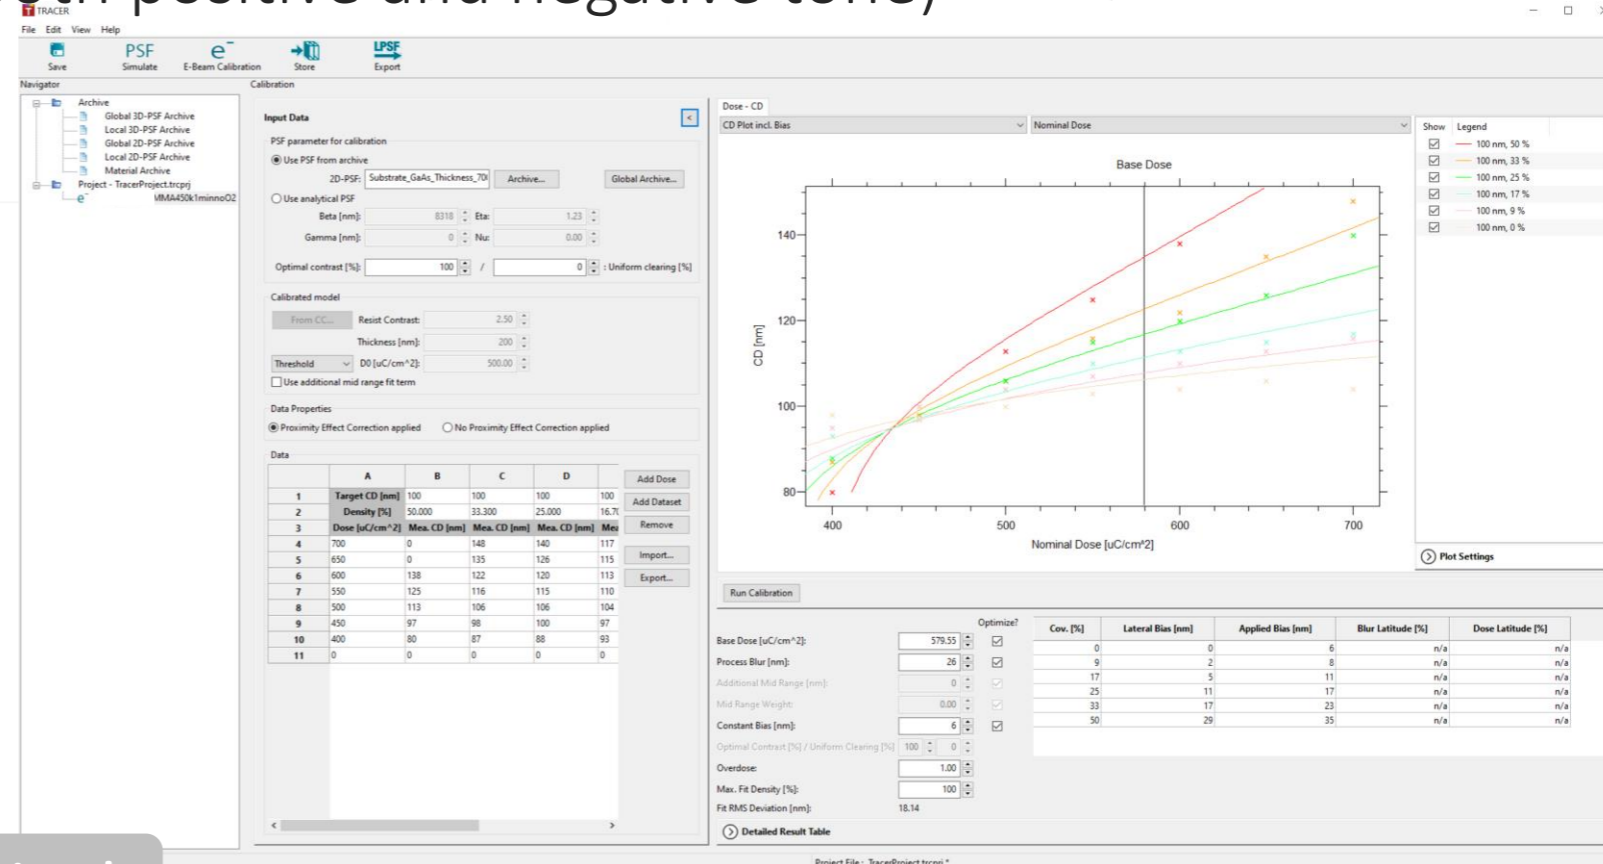 both positive and negative tone)
TRACER
File Edit View Help
PSF e⁻ LPSF
Save Simulate E-Beam Calibration Store Export
Navigator
Archive
Global 3D-PSF Archive
Local 3D-PSF Archive
Global 2D-PSF Archive
Local 2D-PSF Archive
Material Archive
Project - TracerProject.trcprj
e⁻ MMA450k1minnoO2
Calibration
Input Data <
PSF parameter for calibration
Use PSF from archive
2D-PSF: Substrate_GaAs_Thickness_70 Archive... Global Archive...
Use analytical PSF
Beta [nm]: 8318 Eta: 1.23
Gamma [nm]: 0 Nu: 0.00
Optimal contrast [%]: 100 / 0 : Uniform clearing [%]
Calibrated model
From CC... Resist Contrast: 2.50
Thickness [nm]: 200
Threshold D0 [uC/cm^2]: 500.00
Use additional mid range fit term
Data Properties
Proximity Effect Correction applied No Proximity Effect Correction applied
Data
A B C D
1 Target CD [nm] 100 100 100 100
2 Density [%] 50.000 33.300 25.000 16.70
3 Dose [uC/cm^2] Mea. CD [nm] Mea. CD [nm] Mea. CD [nm] Mea
4 700 0 148 140 117
5 650 0 135 126 115
6 600 138 122 120 113
7 550 125 116 115 110
8 500 113 106 106 104
9 450 97 98 100 97
10 400 80 87 88 93
11 0 0 0 0 0
Add Dose
Add Dataset
Remove
Import...
Export...
Dose - CD
CD Plot incl. Bias Nominal Dose
Base Dose
CD [nm]
140
120
100
80
400 500 600 700
Nominal Dose [uC/cm^2]
Show Legend
100 nm, 50 %
100 nm, 33 %
100 nm, 25 %
100 nm, 17 %
100 nm, 9 %
100 nm, 0 %
Plot Settings
Run Calibration
Optimize?
Base Dose [uC/cm^2]: 579.55
Process Blur [nm]: 26
Additional Mid Range [nm]: 0
Mid Range Weight: 0.00
Constant Bias [nm]: 6
Optimal Contrast [%] / Uniform Clearing [%] 100 0
Overdose: 1.00
Max. Fit Density [%]: 100
Fit RMS Deviation [nm]: 18.14
Cov. [%] Lateral Bias [nm] Applied Bias [nm] Blur Latitude [%] Dose Latitude [%]
0 0 6 n/a n/a
9 2 8 n/a n/a
17 5 11 n/a n/a
25 11 17 n/a n/a
33 17 23 n/a n/a
50 29 35 n/a n/a
Detailed Result Table
Project File : TracerProject.trcprj *